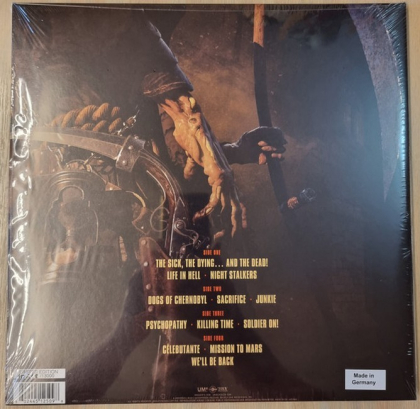 SIDE ONE
THE SICK, THE DYING... AND THE DEAD!
LIFE IN HELL · NIGHT STALKERS
SIDE TWO
DOGS OF CHERNOBYL · SACRIFICE · JUNKIE
SIDE THREE
PSYCHOPATHY · KILLING TIME · SOLDIER ON!
SIDE FOUR
CÉLEBUTANTE · MISSION TO MARS
WE'LL BE BACK
Made in
Germany